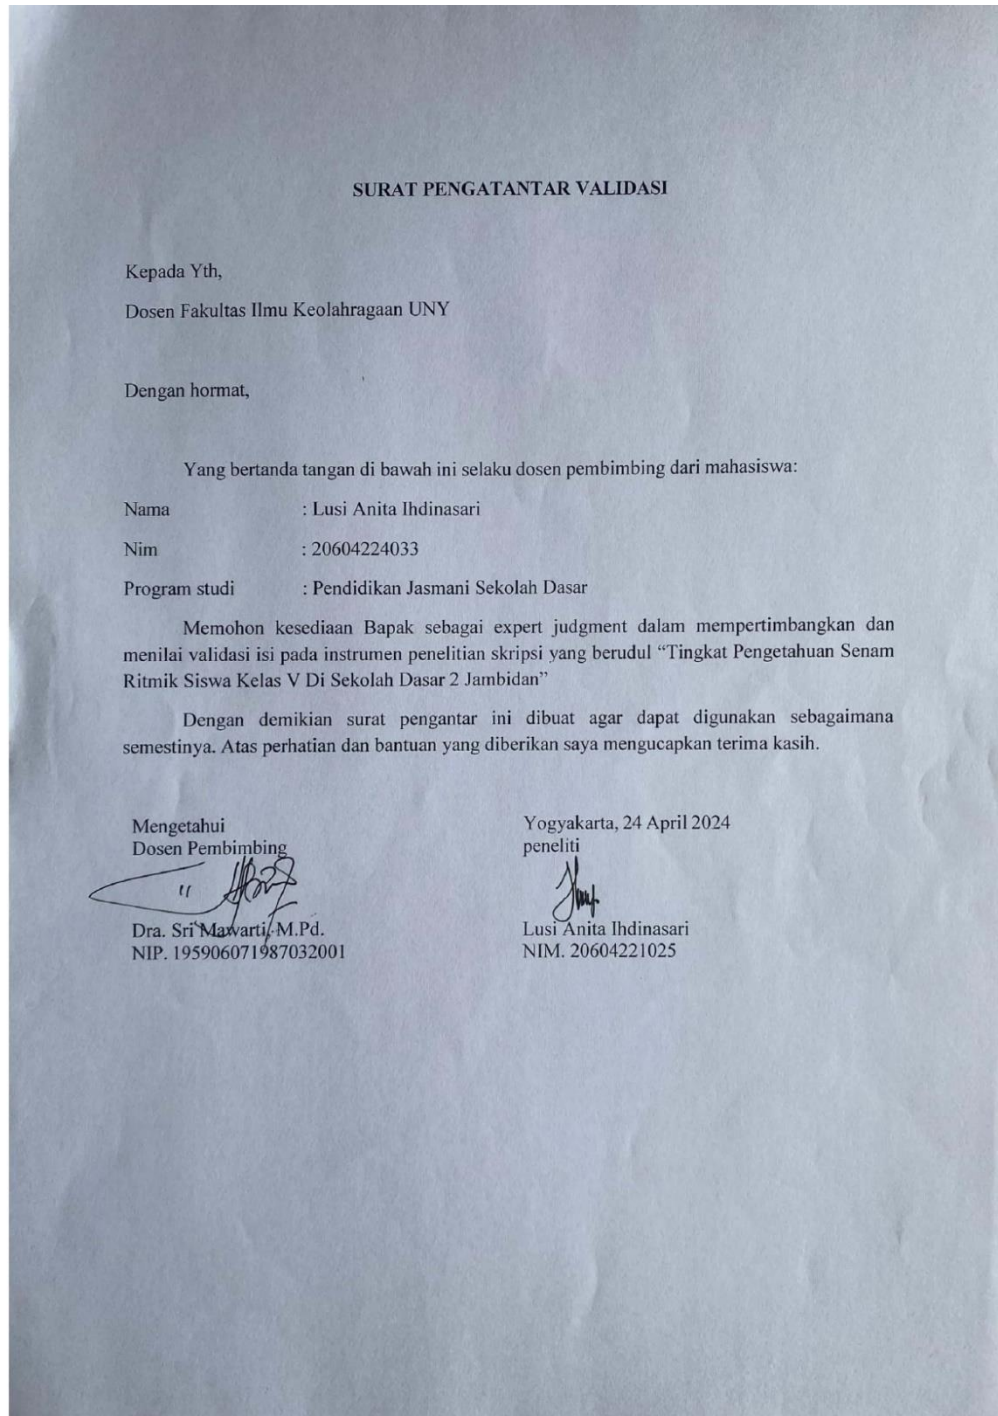 SURAT PENGATANTAR VALIDASI
Kepada Yth,
Dosen Fakultas Ilmu Keolahragaan UNY
Dengan hormat,
Yang bertanda tangan di bawah ini selaku dosen pembimbing dari mahasiswa:
Nama : Lusi Anita Ihdinasari
Nim : 20604224033
Program studi : Pendidikan Jasmani Sekolah Dasar
Memohon kesediaan Bapak sebagai expert judgment dalam mempertimbangkan dan
menilai validasi isi pada instrumen penelitian skripsi yang berudul “Tingkat Pengetahuan Senam
Ritmik Siswa Kelas V Di Sekolah Dasar 2 Jambidan”
Dengan demikian surat pengantar ini dibuat agar dapat digunakan sebagaimana
semestinya. Atas perhatian dan bantuan yang diberikan saya mengucapkan terima kasih.
Mengetahui
Dosen Pembimbing
Dra. Sri Mawarti, M.Pd.
NIP. 195906071987032001
Yogyakarta, 24 April 2024
peneliti
Lusi Anita Ihdinasari
NIM. 20604221025